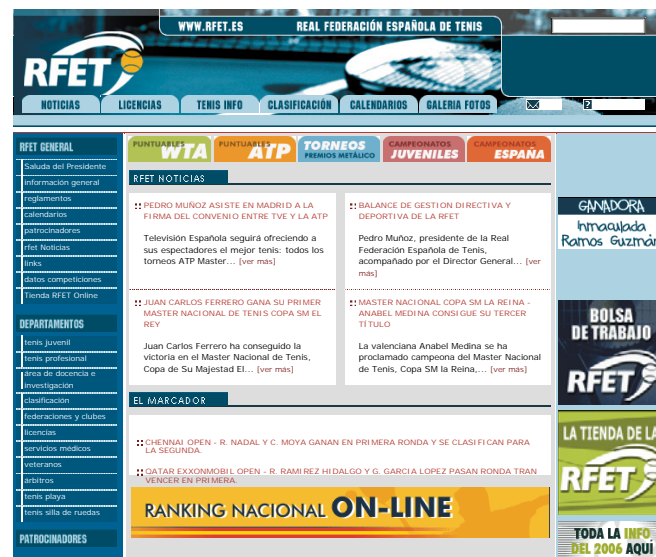 WWW.RFET.ES REAL FEDERACIÓN ESPAÑOLA DE TENIS
RFET
NOTICIAS LICENCIAS TENIS INFO CLASIFICACIÓN CALENDARIOS GALERIA FOTOS
RFET GENERAL
Saluda del Presidente
información general
reglamentos
calendarios
patrocinadores
rfet Noticias
links
datos competiciones
Tienda RFET Online
DEPARTAMENTOS
tenis juvenil
tenis profesional
área de docencia e
investigación
clasificación
federaciones y clubes
licencias
servicios médicos
veteranos
árbitros
tenis playa
tenis silla de ruedas
PATROCINADORES
PUNTUABLES WTA
PUNTUABLES ATP
TORNEOS
PREMIOS METÁLICO
CAMPEONATOS
JUVENILES
CAMPEONATOS
ESPAÑA
RFET NOTICIAS
PEDRO MUÑOZ ASISTE EN MADRID A LA
FIRMA DEL CONVENIO ENTRE TVE Y LA ATP
Televisión Española seguirá ofreciendo a
sus espectadores el mejor tenis: todos los
torneos ATP Master... [ver más]
BALANCE DE GESTION DIRECTIVA Y
DEPORTIVA DE LA RFET
Pedro Muñoz, presidente de la Real
Federación Española de Tenis,
acompañado por el Director General... [ver
más]
JUAN CARLOS FERRERO GANA SU PRIMER
MASTER NACIONAL DE TENIS COPA SM EL
REY
Juan Carlos Ferrero ha conseguido la
victoria en el Master Nacional de Tenis,
Copa de Su Majestad El... [ver más]
MASTER NACIONAL COPA SM LA REINA -
ANABEL MEDINA CONSIGUE SU TERCER
TÍTULO
La valenciana Anabel Medina se ha
proclamado campeona del Master Nacional
de Tenis, Copa SM la Reina,... [ver más]
EL MARCADOR
CHENNAI OPEN - R. NADAL Y C. MOYA GANAN EN PRIMERA RONDA Y SE CLASIFICAN PARA
LA SEGUNDA.
QATAR EXXONMOBIL OPEN - R. RAMIREZ HIDALGO Y G. GARCIA LOPEZ PASAN RONDA TRAN
VENCER EN PRIMERA.
RANKING NACIONAL ON-LINE
GANADORA
Inmaculada
Ramos Guzmán
BOLSA
DE TRABAJO
RFET
LA TIENDA DE LA
RFET
TODA LA INFO
DEL 2006 AQUI